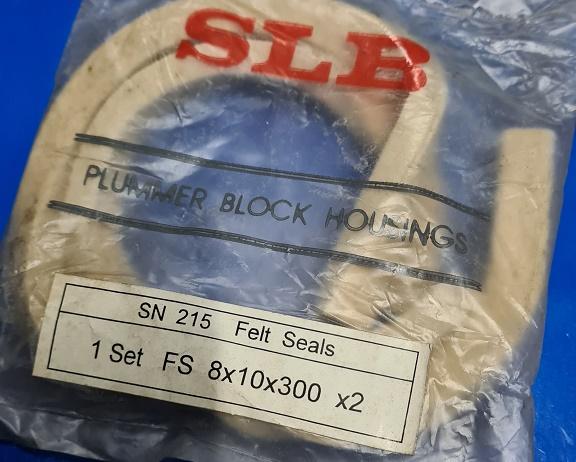 SLB
PLUMMER BLOCK HOUSINGS
SN 215 Felt Seals
1 Set FS 8x10x300 x2